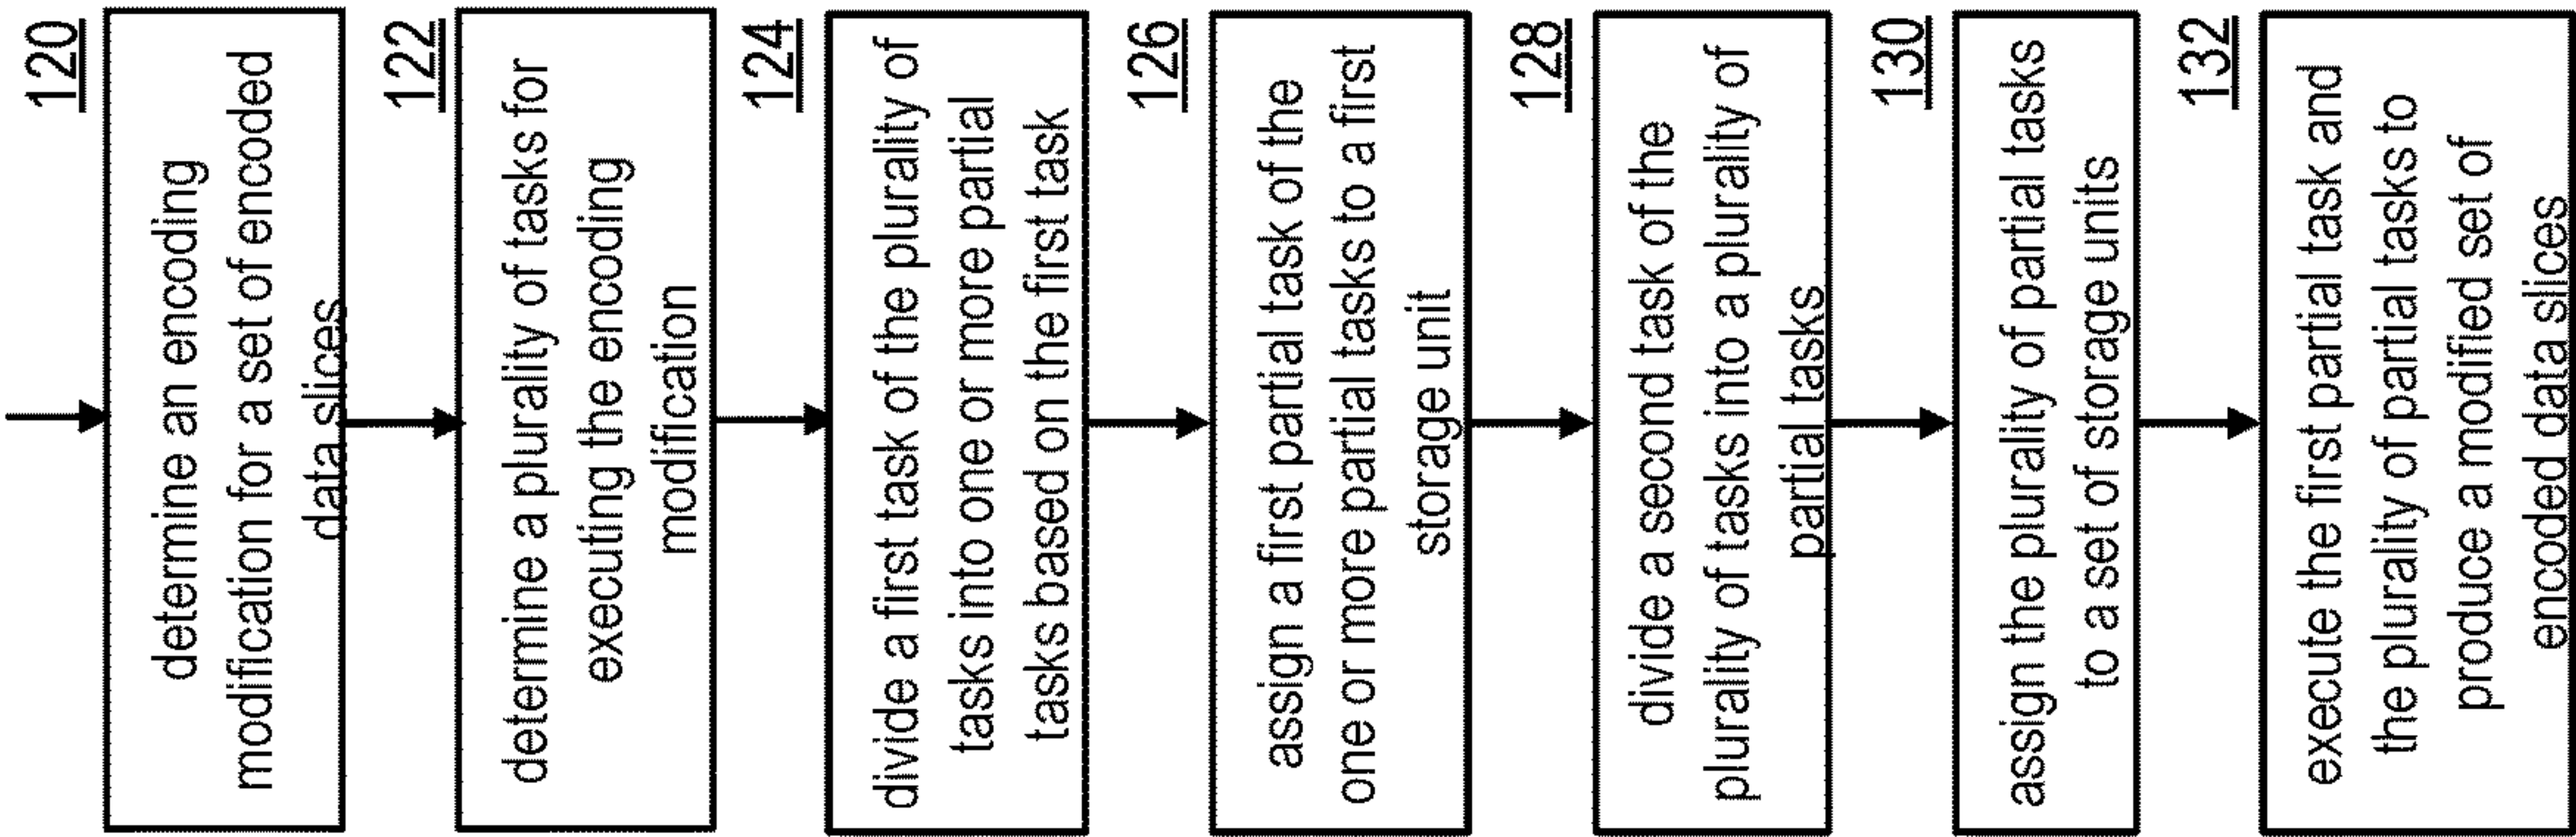 120
determine an encoding
modification for a set of encoded
data slices
122
determine a plurality of tasks for
executing the encoding
modification
124
divide a first task of the plurality of
tasks into one or more partial
tasks based on the first task
126
assign a first partial task of the
one or more partial tasks to a first
storage unit
128
divide a second task of the
plurality of tasks into a plurality of
partial tasks
130
assign the plurality of partial tasks
to a set of storage units
132
execute the first partial task and
the plurality of partial tasks to
produce a modified set of
encoded data slices